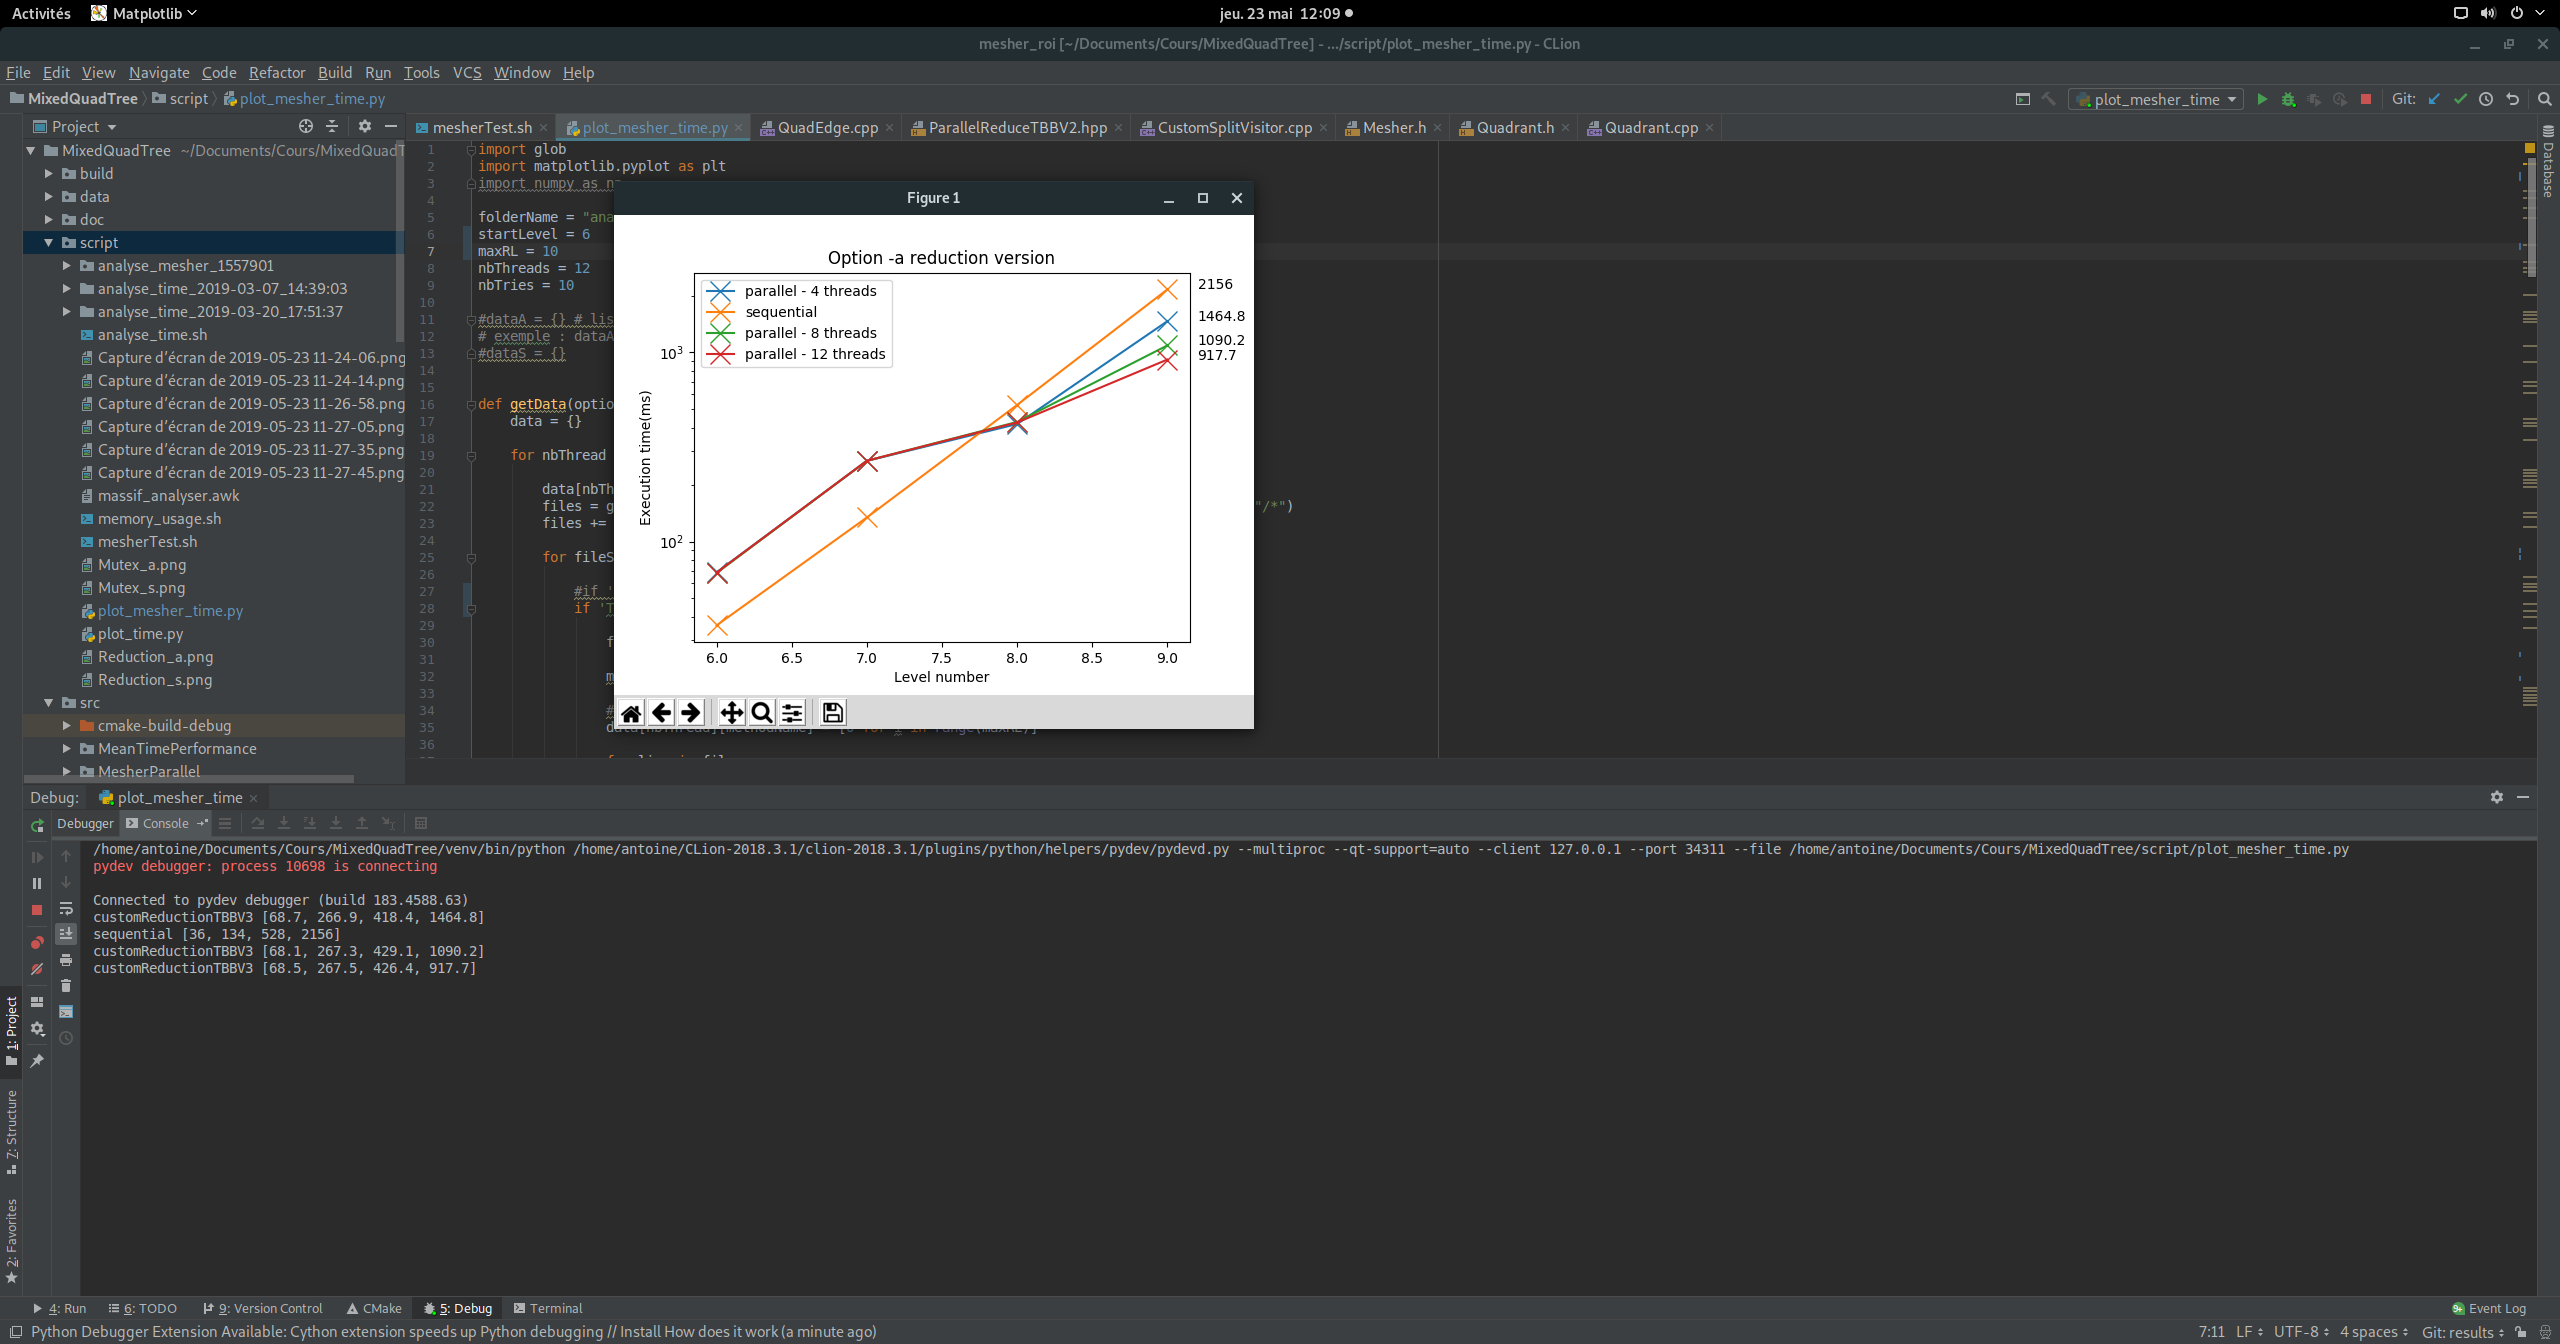 Activités
Matplotlib
jeu. 23 mai 12:09
mesher_roi [~/Documents/Cours/MixedQuadTree] - .../script/plot_mesher_time.py - CLion
File Edit View Navigate Code Refactor Build Run Tools VCS Window Help
MixedQuadTree script plot_mesher_time.py
plot_mesher_time
Git:
Project
mesherTest.sh plot_mesher_time.py QuadEdge.cpp ParallelReduceTBBV2.hpp CustomSplitVisitor.cpp Mesher.h Quadrant.h Quadrant.cpp
Database
MixedQuadTree ~/Documents/Cours/MixedQuadT
build
data
doc
script
analyse_mesher_1557901
analyse_time_2019-03-07_14:39:03
analyse_time_2019-03-20_17:51:37
analyse_time.sh
Capture d'écran de 2019-05-23 11-24-06.png
Capture d'écran de 2019-05-23 11-24-14.png
Capture d'écran de 2019-05-23 11-26-58.png
Capture d'écran de 2019-05-23 11-27-05.png
Capture d'écran de 2019-05-23 11-27-35.png
Capture d'écran de 2019-05-23 11-27-45.png
massif_analyser.awk
memory_usage.sh
mesherTest.sh
Mutex_a.png
Mutex_s.png
plot_mesher_time.py
plot_time.py
Reduction_a.png
Reduction_s.png
src
cmake-build-debug
MeanTimePerformance
MesherParallel
1 import glob
2 import matplotlib.pyplot as plt
3 import numpy as np
4
5 folderName = "ana
6 startLevel = 6
7 maxRL = 10
8 nbThreads = 12
9 nbTries = 10
10
11 #dataA = {} # lis
12 # exemple : dataA
13 #dataS = {}
14
15
16 def getData(optio
17 data = {}
18
19 for nbThread
20
21 data[nbTh
22 files = g "/*")
23 files +=
24
25 for fileS
26
27 #if '
28 if 'T
29
30 f
31
32 m
33
34 #
35
36
Figure 1
Option -a reduction version
parallel - 4 threads
sequential
parallel - 8 threads
parallel - 12 threads
2156
1464.8
1090.2
917.7
10³
10²
Execution time(ms)
6.0 6.5 7.0 7.5 8.0 8.5 9.0
Level number
Debug: plot_mesher_time
Debugger Console
/home/antoine/Documents/Cours/MixedQuadTree/venv/bin/python /home/antoine/CLion-2018.3.1/clion-2018.3.1/plugins/python/helpers/pydev/pydevd.py --multiproc --qt-support=auto --client 127.0.0.1 --port 34311 --file /home/antoine/Documents/Cours/MixedQuadTree/script/plot_mesher_time.py
pydev debugger: process 10698 is connecting
Connected to pydev debugger (build 183.4588.63)
customReductionTBBV3 [68.7, 266.9, 418.4, 1464.8]
sequential [36, 134, 528, 2156]
customReductionTBBV3 [68.1, 267.3, 429.1, 1090.2]
customReductionTBBV3 [68.5, 267.5, 426.4, 917.7]
1: Project
7: Structure
2: Favorites
4: Run 6: TODO 9: Version Control CMake 5: Debug Terminal
9+ Event Log
Python Debugger Extension Available: Cython extension speeds up Python debugging // Install How does it work (a minute ago)
7:11 LF UTF-8 4 spaces Git: results